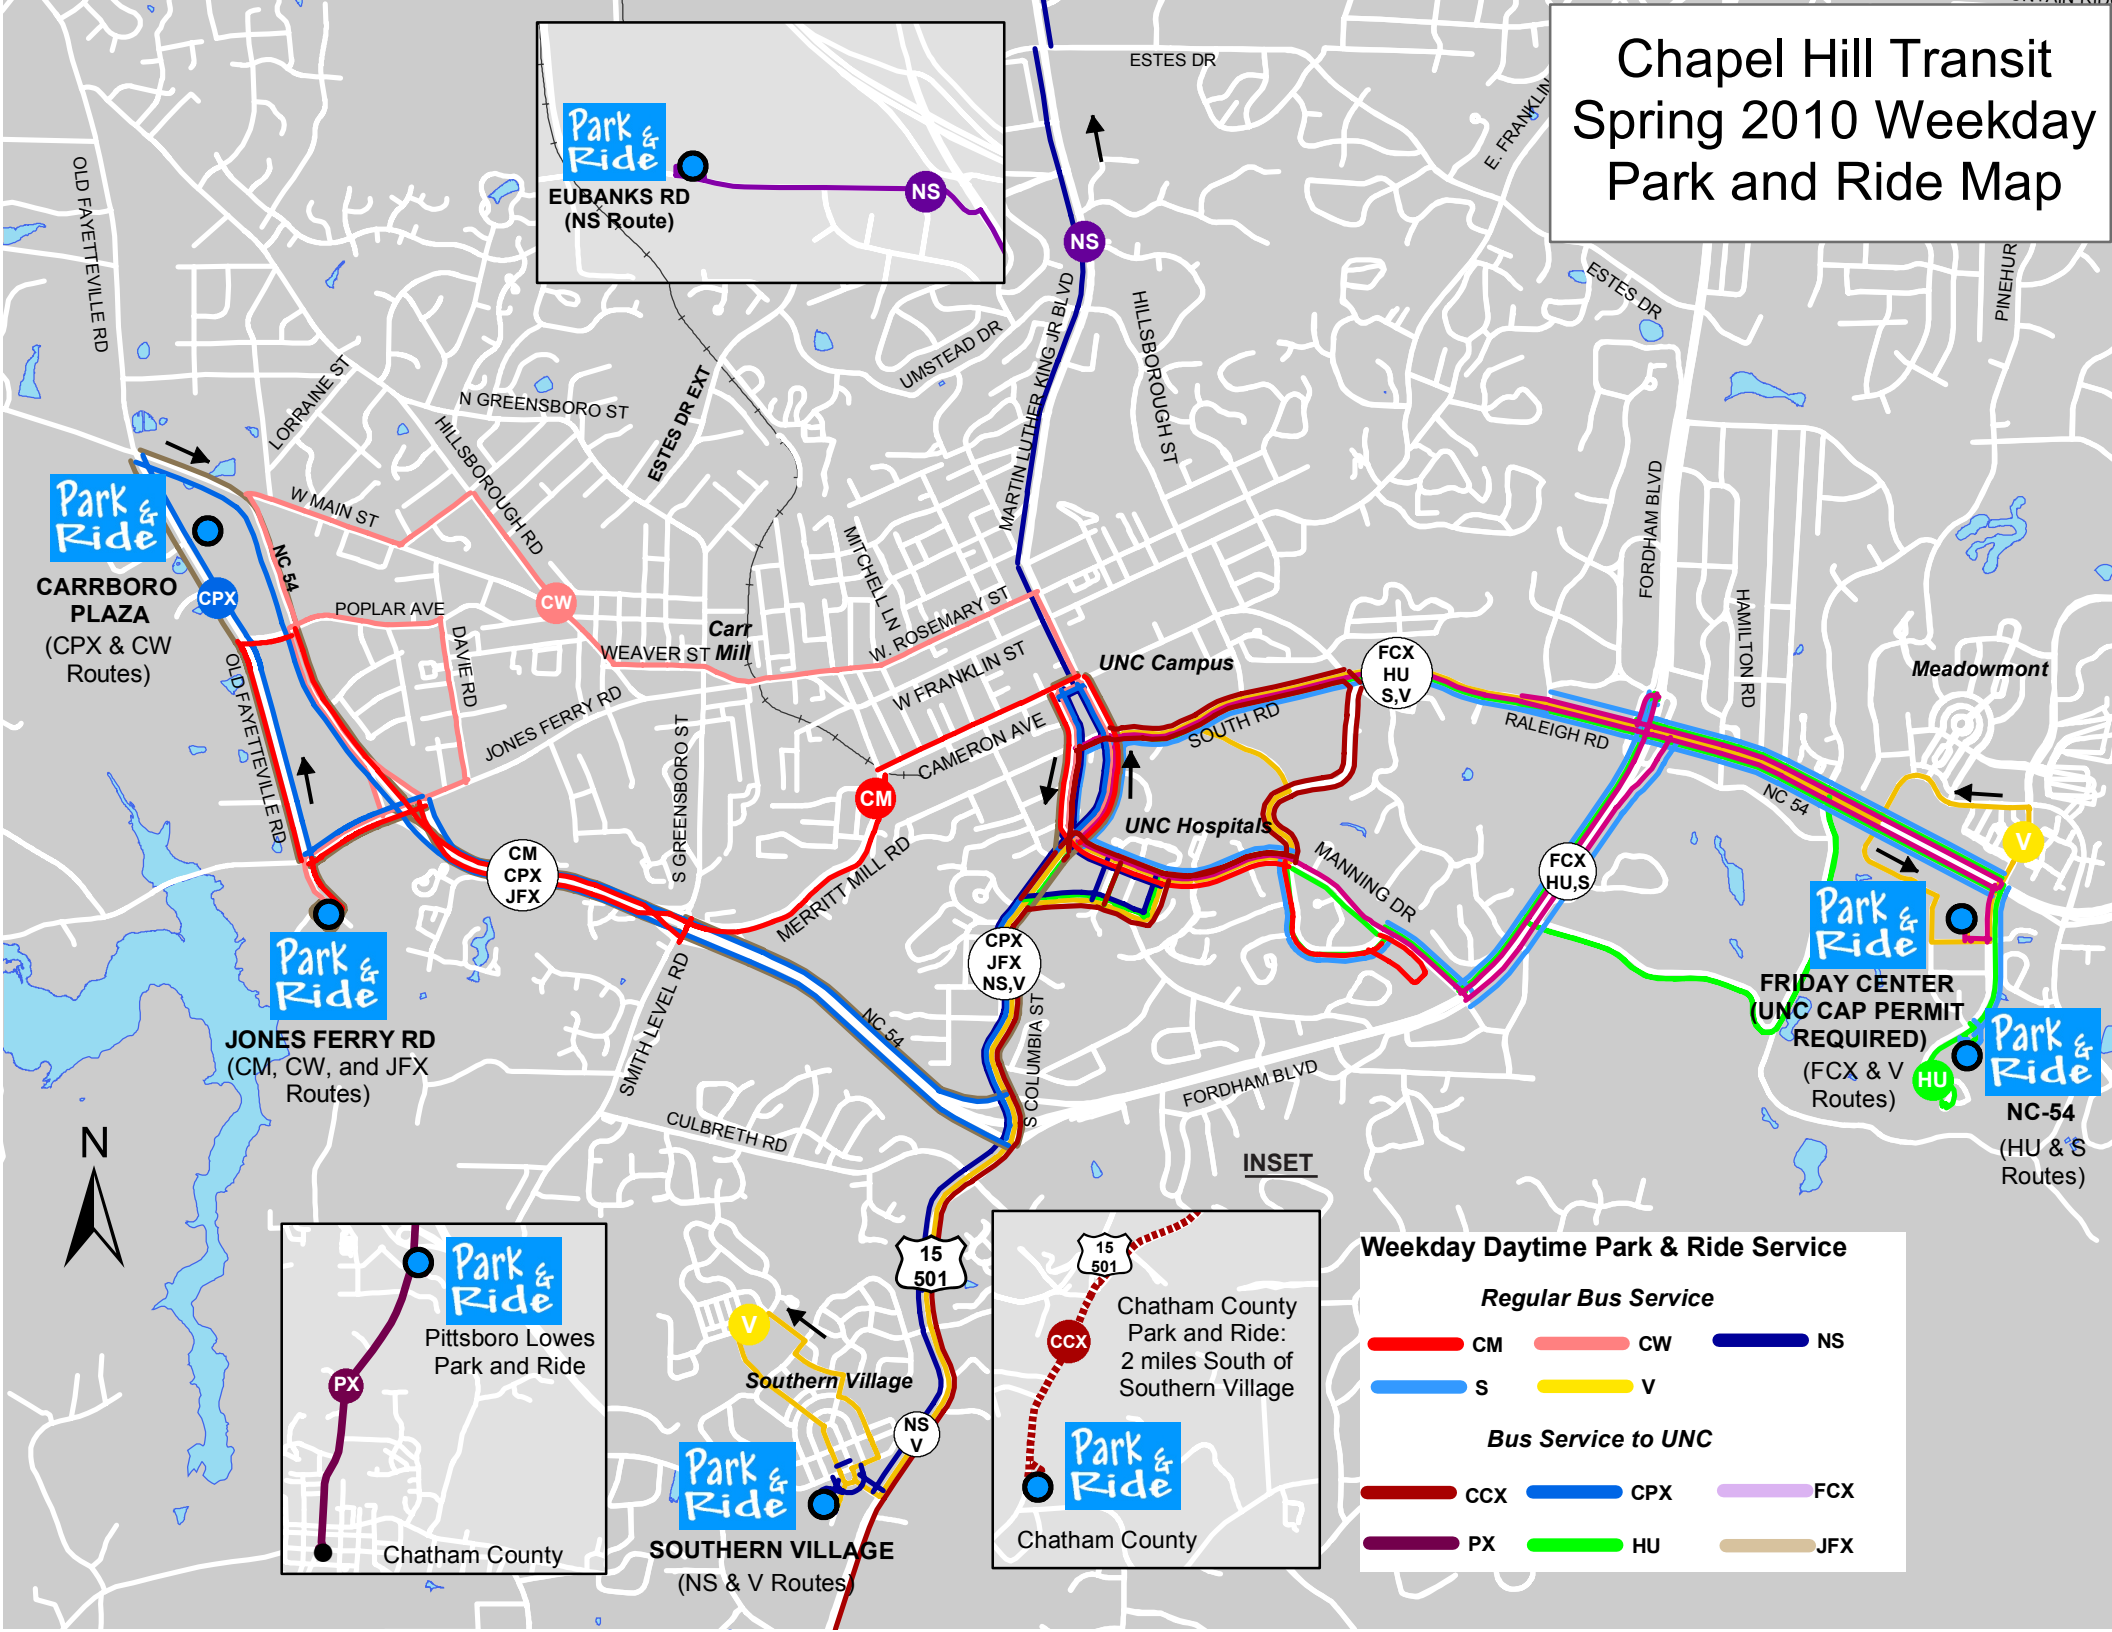 UNTAIN RID
Chapel Hill Transit
Spring 2010 Weekday
Park and Ride Map
ESTES DR
E. FRANKLIN
ESTES DR
PINEHUR
Park &
Ride
EUBANKS RD
(NS Route)
NS
NS
OLD FAYETTEVILLE RD
LORRAINE ST
N GREENSBORO ST
HILLSBOROUGH RD
ESTES DR EXT
UMSTEAD DR
MARTIN LUTHER KING JR BLVD
HILLSBOROUGH ST
FORDHAM BLVD
HAMILTON RD
Park &
Ride
CARRBORO
PLAZA
(CPX & CW
Routes)
CPX
W MAIN ST
NC 54
POPLAR AVE
DAVIE RD
CW
WEAVER ST
Carr
Mill
MITCHELL LN
W. ROSEMARY ST
W FRANKLIN ST
CAMERON AVE
JONES FERRY RD
S GREENSBORO ST
OLD FAYETTEVILLE RD
UNC Campus
SOUTH RD
FCX
HU
S,V
RALEIGH RD
Meadowmont
NC 54
V
CM
MERRITT MILL RD
UNC Hospitals
MANNING DR
FCX
HU,S
CM
CPX
JFX
Park &
Ride
JONES FERRY RD
(CM, CW, and JFX
Routes)
SMITH LEVEL RD
NC 54
CPX
JFX
NS,V
S COLUMBIA ST
FORDHAM BLVD
CULBRETH RD
Park &
Ride
FRIDAY CENTER
(UNC CAP PERMIT
REQUIRED)
(FCX & V
Routes)
HU
Park &
Ride
NC-54
(HU & S
Routes)
N
Park &
Ride
Pittsboro Lowes
Park and Ride
PX
Chatham County
15
501
V
Southern Village
NS
V
Park &
Ride
SOUTHERN VILLAGE
(NS & V Routes)
INSET
15
501
CCX
Chatham County
Park and Ride:
2 miles South of
Southern Village
Park &
Ride
Chatham County
Weekday Daytime Park & Ride Service
Regular Bus Service
CM
CW
NS
S
V
Bus Service to UNC
CCX
CPX
FCX
PX
HU
JFX